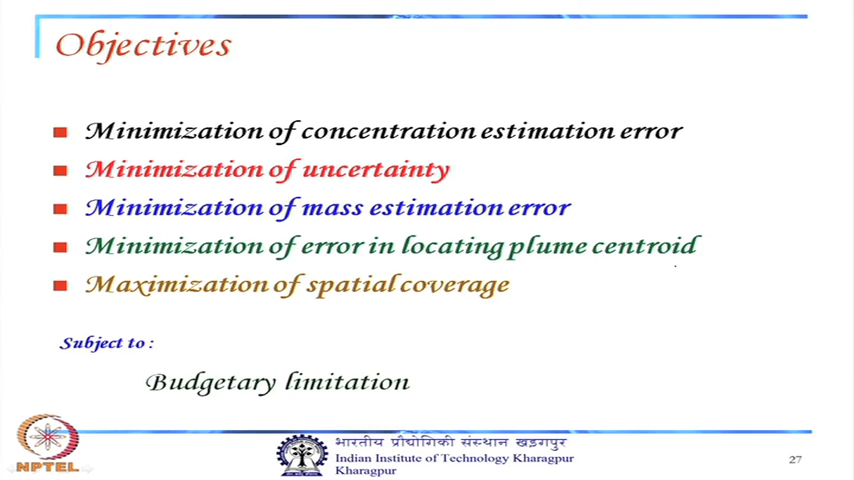 Objectives
Minimization of concentration estimation error
Minimization of uncertainty
Minimization of mass estimation error
Minimization of error in locating plume centroid
Maximization of spatial coverage
Subject to :
Budgetary limitation
NPTEL
भारतीय प्रौद्योगिकी संस्थान खड़गपुर
Indian Institute of Technology Kharagpur
Kharagpur
27